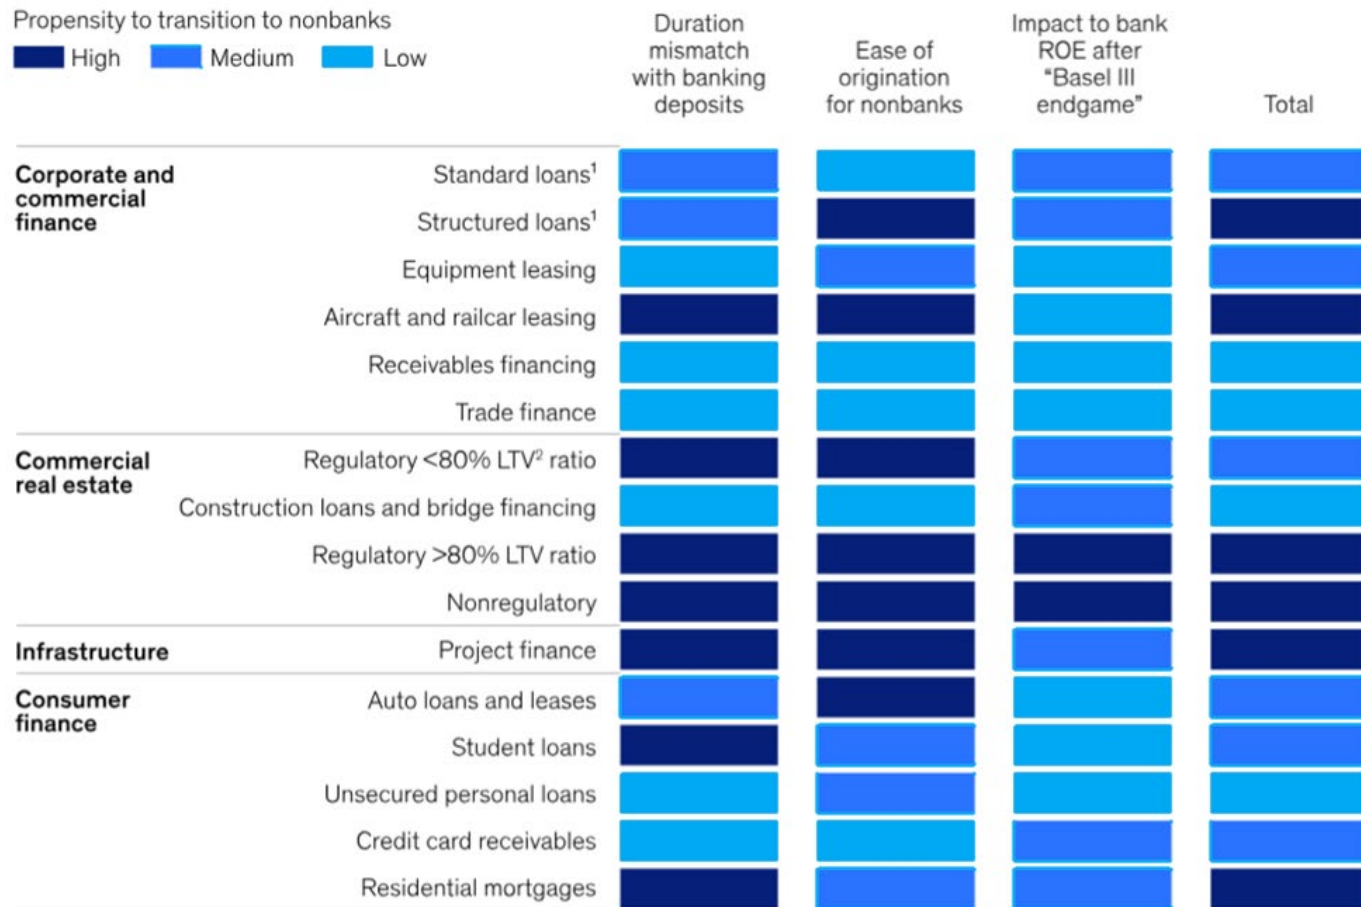 Propensity to transition to nonbanks
High Medium Low
Duration
mismatch
with banking
deposits
Ease of
origination
for nonbanks
Impact to bank
ROE after
“Basel III
endgame”
Total
Corporate and
commercial
finance
Standard loans¹
Structured loans¹
Equipment leasing
Aircraft and railcar leasing
Receivables financing
Trade finance
Commercial
real estate
Regulatory <80% LTV² ratio
Construction loans and bridge financing
Regulatory >80% LTV ratio
Nonregulatory
Infrastructure
Project finance
Consumer
finance
Auto loans and leases
Student loans
Unsecured personal loans
Credit card receivables
Residential mortgages